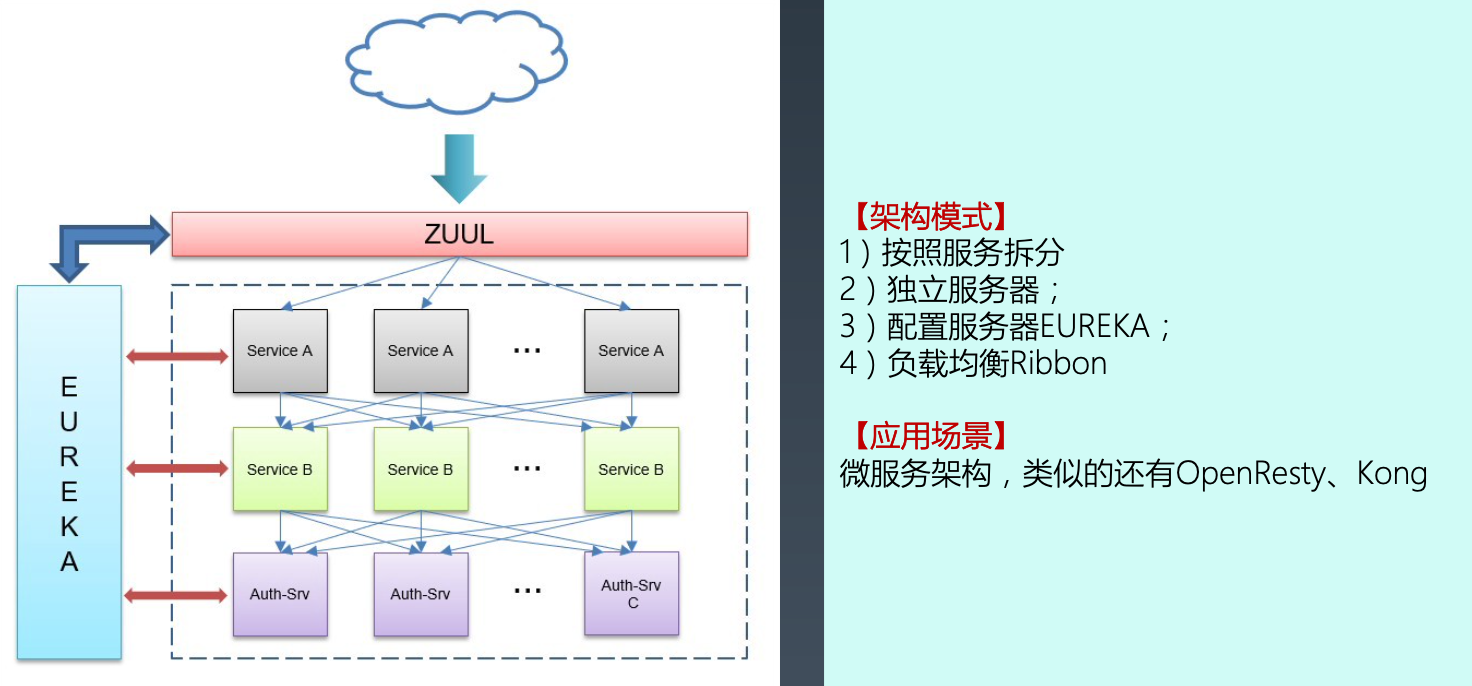 ZUUL
E
U
R
E
K
A
Service A
Service A
...
Service A
Service B
Service B
...
Service B
Auth-Srv
Auth-Srv
...
Auth-Srv
C
【架构模式】
1）按照服务拆分
2）独立服务器；
3）配置服务器EUREKA；
4）负载均衡Ribbon
【应用场景】
微服务架构，类似的还有OpenResty、Kong